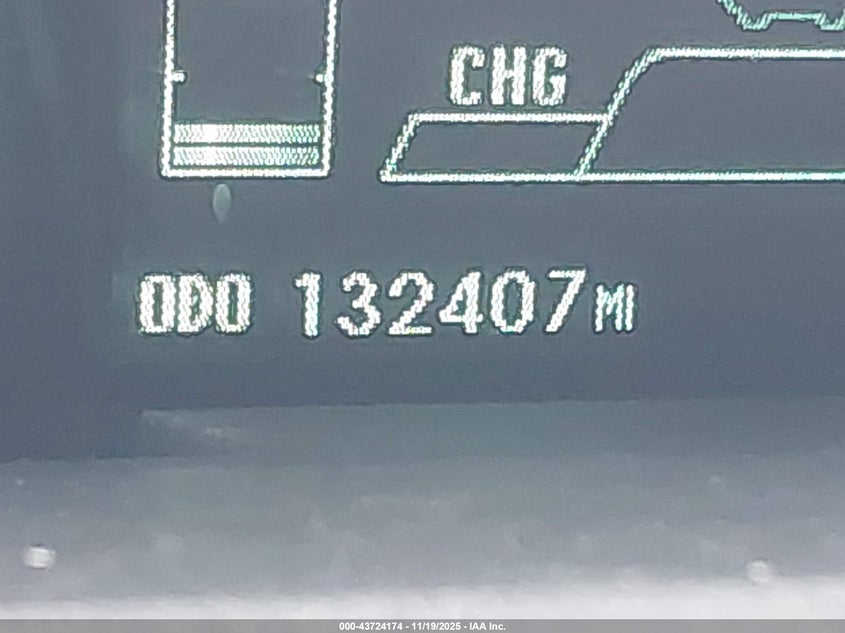 CHG
ODO 132407MI
000-43724174 - 11/19/2025 - IAA Inc.